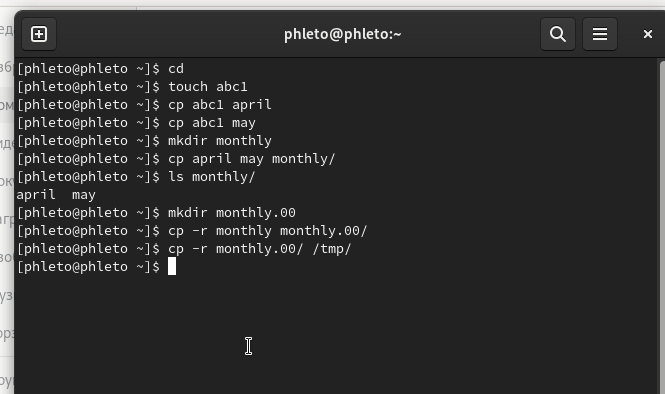 phleto@phleto:~
[phleto@phleto ~]$ cd
[phleto@phleto ~]$ touch abc1
[phleto@phleto ~]$ cp abc1 april
[phleto@phleto ~]$ cp abc1 may
[phleto@phleto ~]$ mkdir monthly
[phleto@phleto ~]$ cp april may monthly/
[phleto@phleto ~]$ ls monthly/
april  may
[phleto@phleto ~]$ mkdir monthly.00
[phleto@phleto ~]$ cp -r monthly monthly.00/
[phleto@phleto ~]$ cp -r monthly.00/ /tmp/
[phleto@phleto ~]$